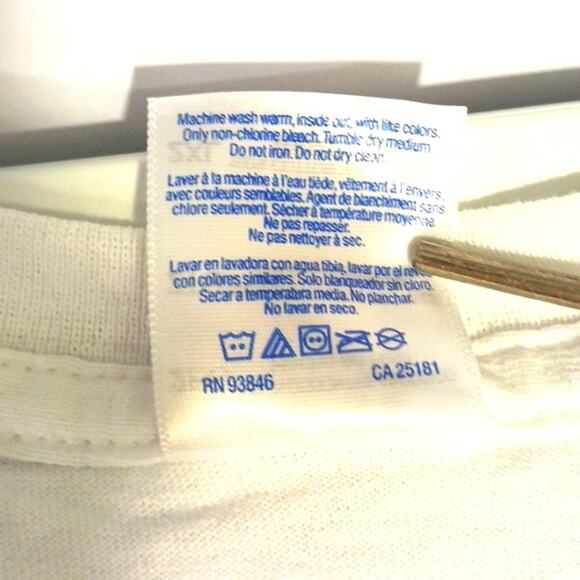 Machine wash warm, inside out, with like colors.
Only non-chlorine bleach. Tumble dry medium.
Do not iron. Do not dry clean.
Laver à la machine à l'eau tiède, vêtement à l'envers,
avec couleurs semblables. Agent de blanchiment sans
chlore seulement. Sécher à température moyenne.
Ne pas repasser.
Ne pas nettoyer à sec.
Lavar en lavadora con agua tibia, lavar por el
con colores similares. Solo blanqueador sin cloro.
Secar a temperatura media. No planchar.
No lavar en seco.
RN 93846 CA 25181